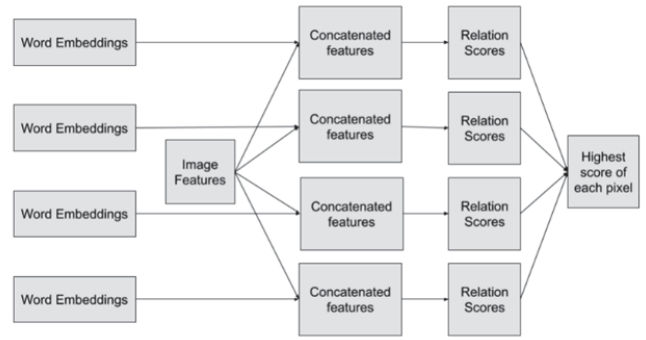 Word Embeddings
Concatenated
features
Relation
Scores
Word Embeddings
Concatenated
features
Relation
Scores
Image
Features
Highest
score of
each pixel
Word Embeddings
Concatenated
features
Relation
Scores
Word Embeddings
Concatenated
features
Relation
Scores